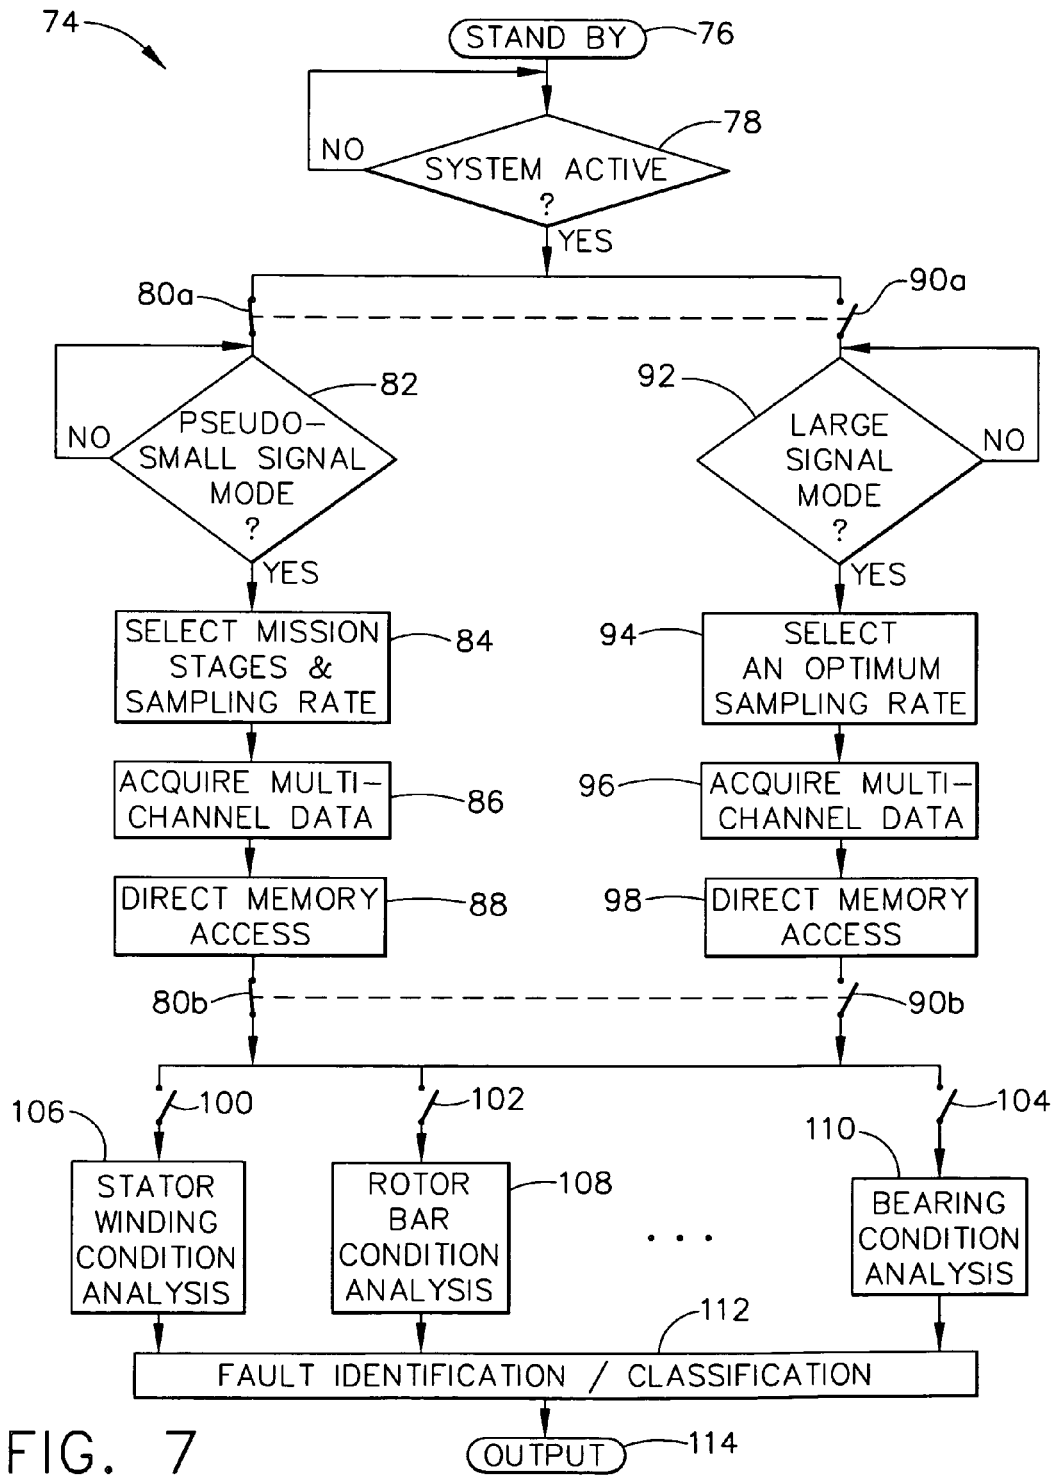 74
STAND BY
76
78
NO
SYSTEM ACTIVE
?
YES
80a
90a
82
92
NO
PSEUDO-
SMALL SIGNAL
MODE
?
LARGE
SIGNAL
MODE
?
NO
YES
YES
SELECT MISSION
STAGES &
SAMPLING RATE
84
94
SELECT
AN OPTIMUM
SAMPLING RATE
ACQUIRE MULTI-
CHANNEL DATA
86
96
ACQUIRE MULTI-
CHANNEL DATA
DIRECT MEMORY
ACCESS
88
98
DIRECT MEMORY
ACCESS
80b
90b
100
102
104
106
STATOR
WINDING
CONDITION
ANALYSIS
ROTOR
BAR
CONDITION
ANALYSIS
108
. . .
110
BEARING
CONDITION
ANALYSIS
112
FAULT IDENTIFICATION / CLASSIFICATION
OUTPUT
114
FIG. 7